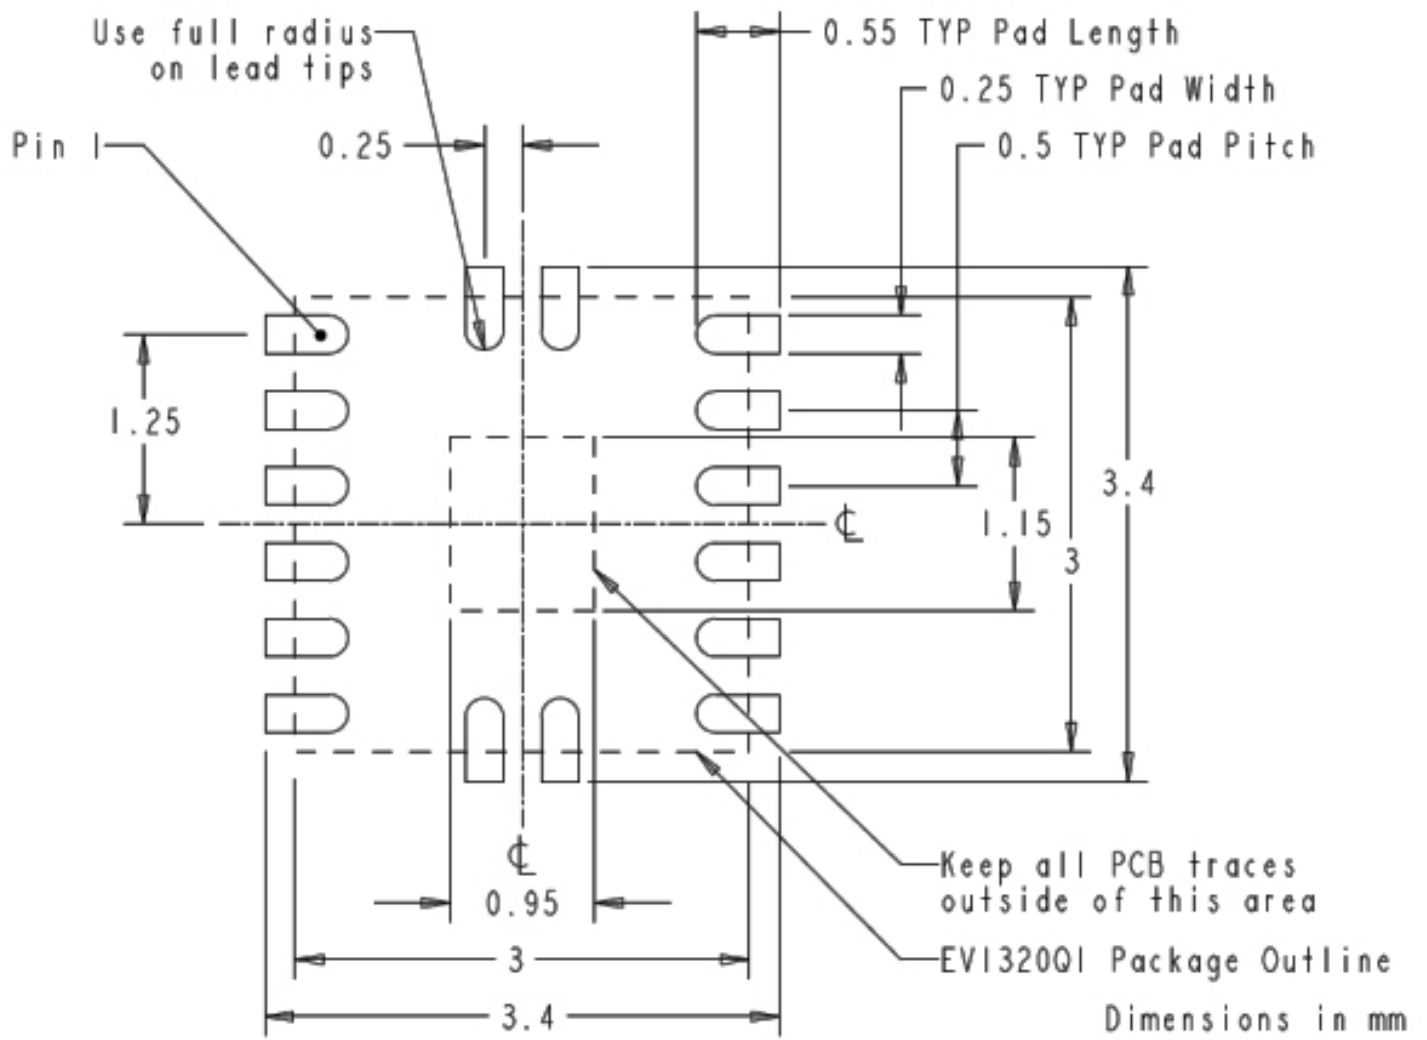 Use full radius
on lead tips
0.55 TYP Pad Length
0.25 TYP Pad Width
Pin 1
0.25
0.5 TYP Pad Pitch
1.25
3.4
1.15
3
℄
℄
Keep all PCB traces
outside of this area
0.95
3
EV1320QI Package Outline
3.4
Dimensions in mm